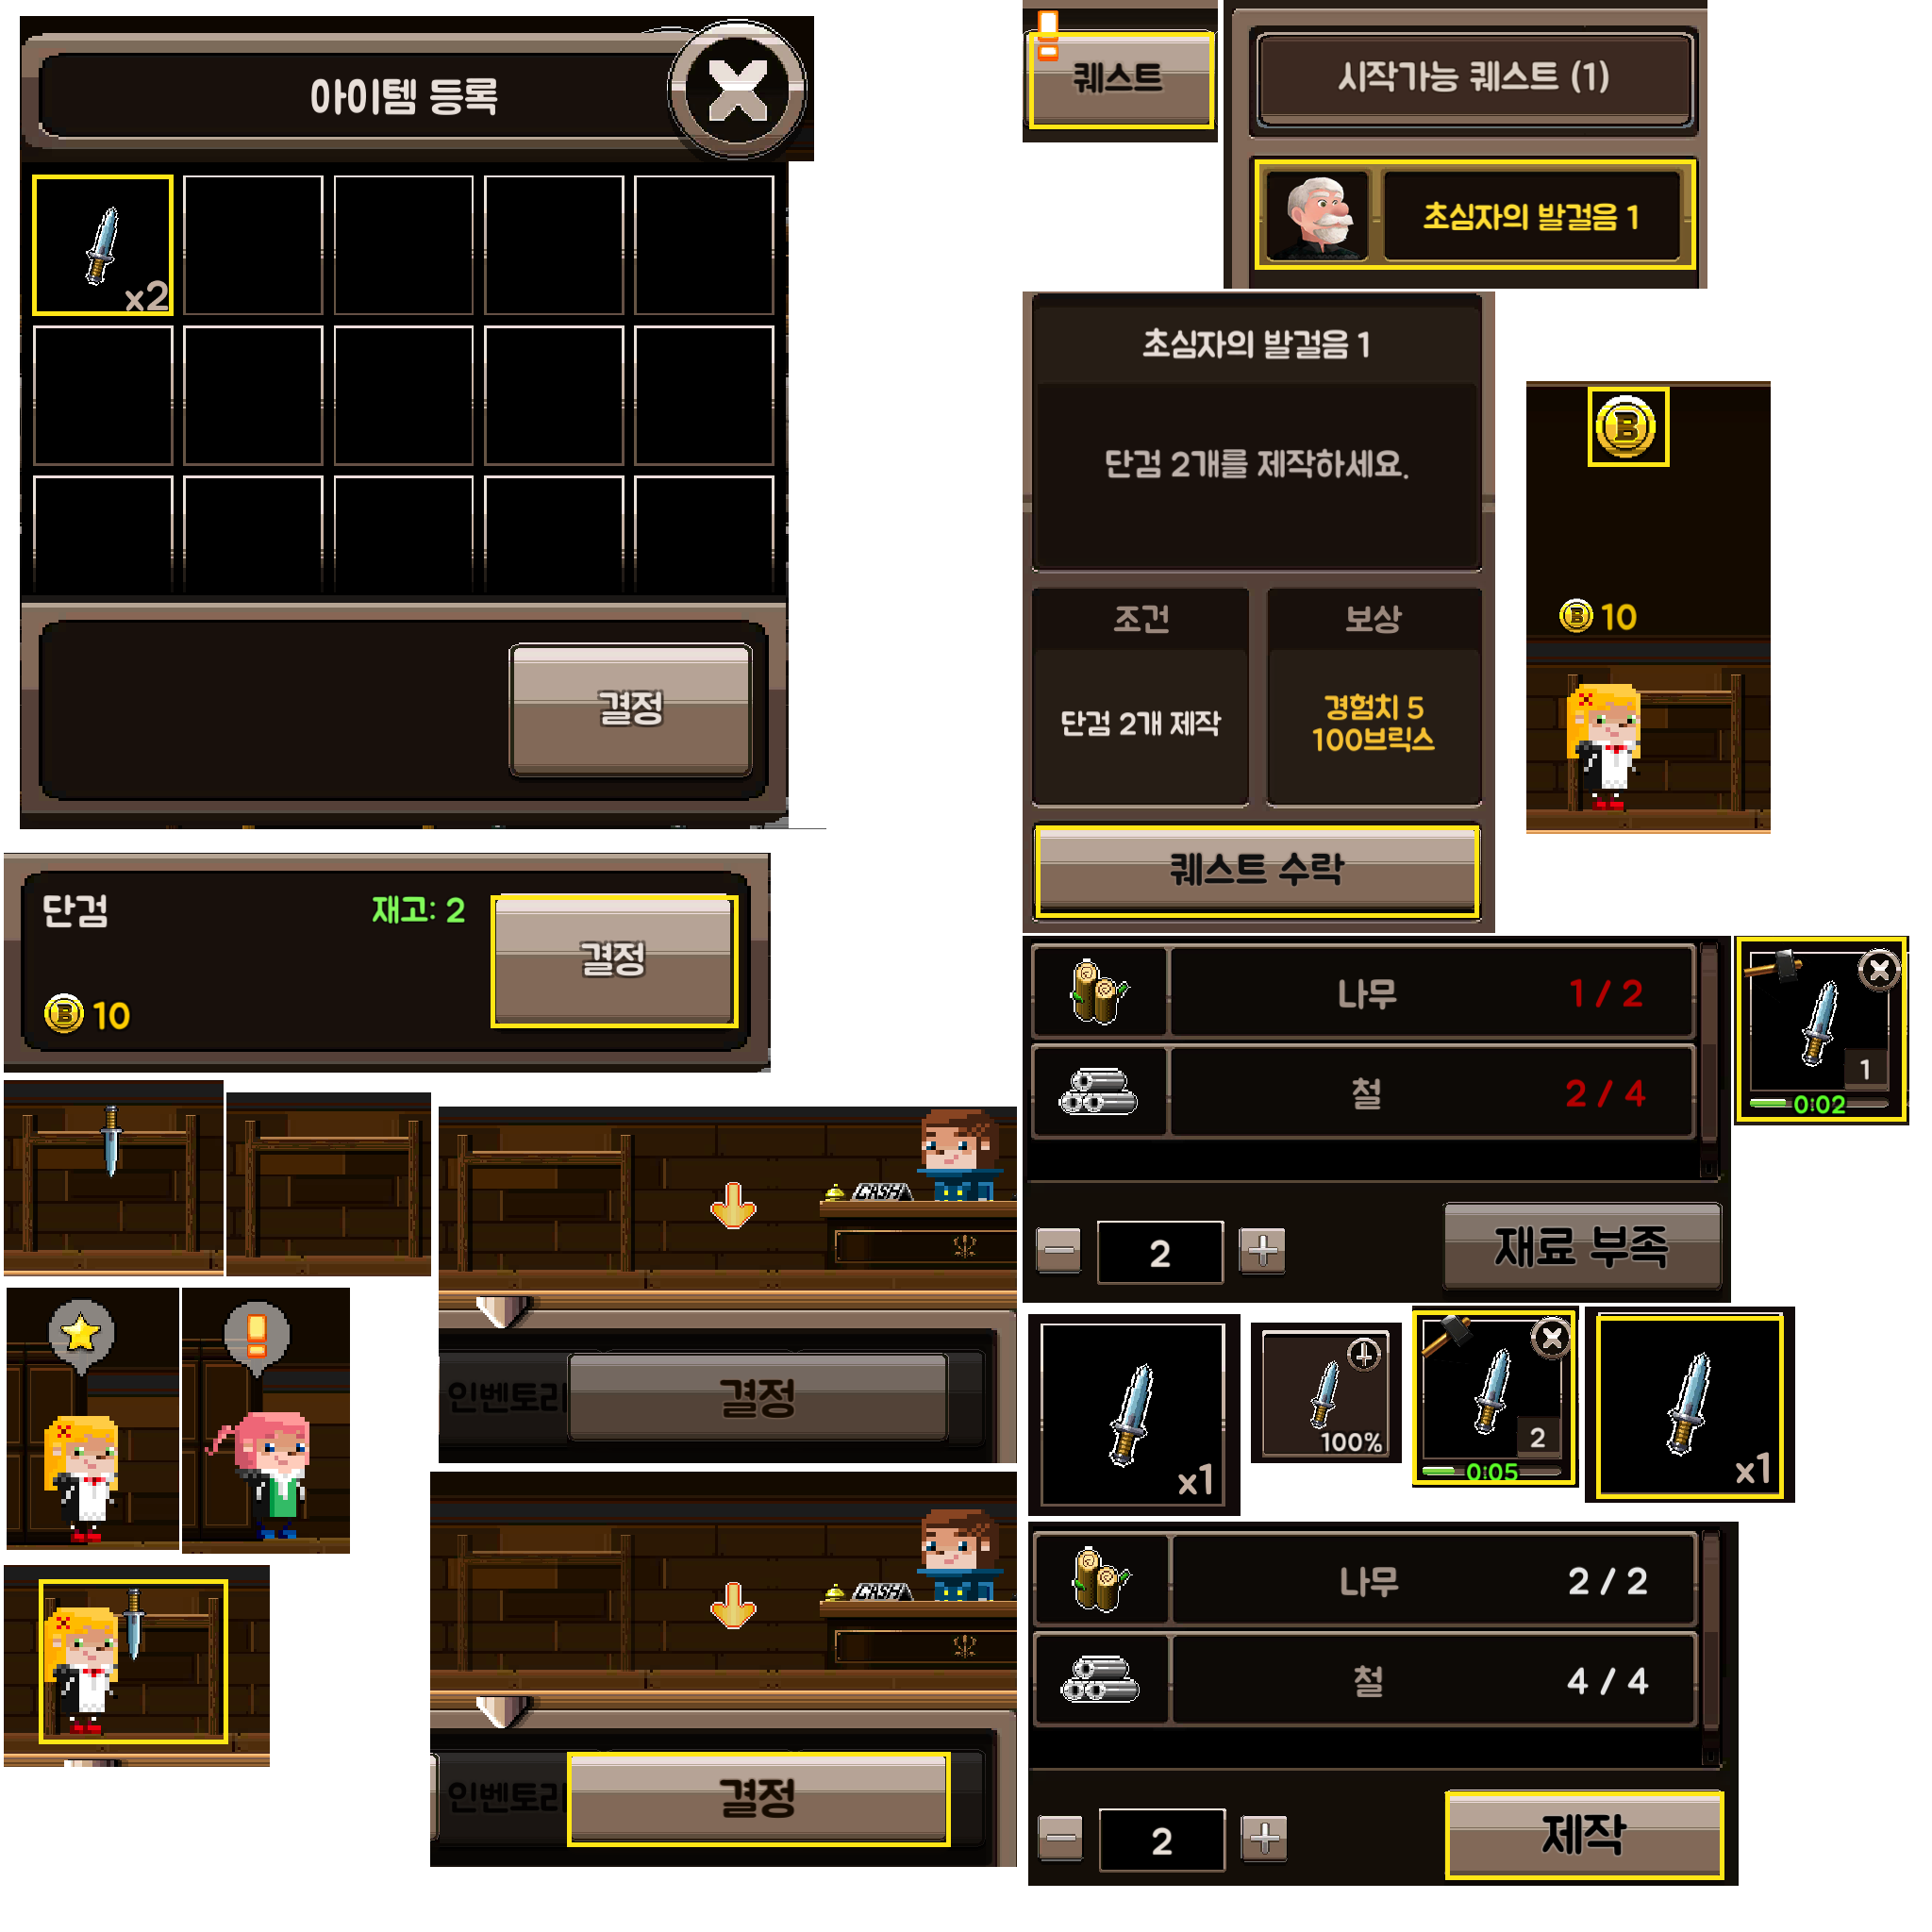 아이템 등록
x2
결정
단검
재고: 2
결정
10
CASH
인벤토리
결정
CASH
인벤토리
결정
퀘스트
시작가능 퀘스트 (1)
초심자의 발걸음 1
초심자의 발걸음 1
단검 2개를 제작하세요.
조건
보상
단검 2개 제작
경험치 5
100브릭스
퀘스트 수락
B
10
나무
1 / 2
철
2 / 4
2
재료 부족
1
0:02
x1
100%
2
0:05
x1
나무
2 / 2
철
4 / 4
2
제작